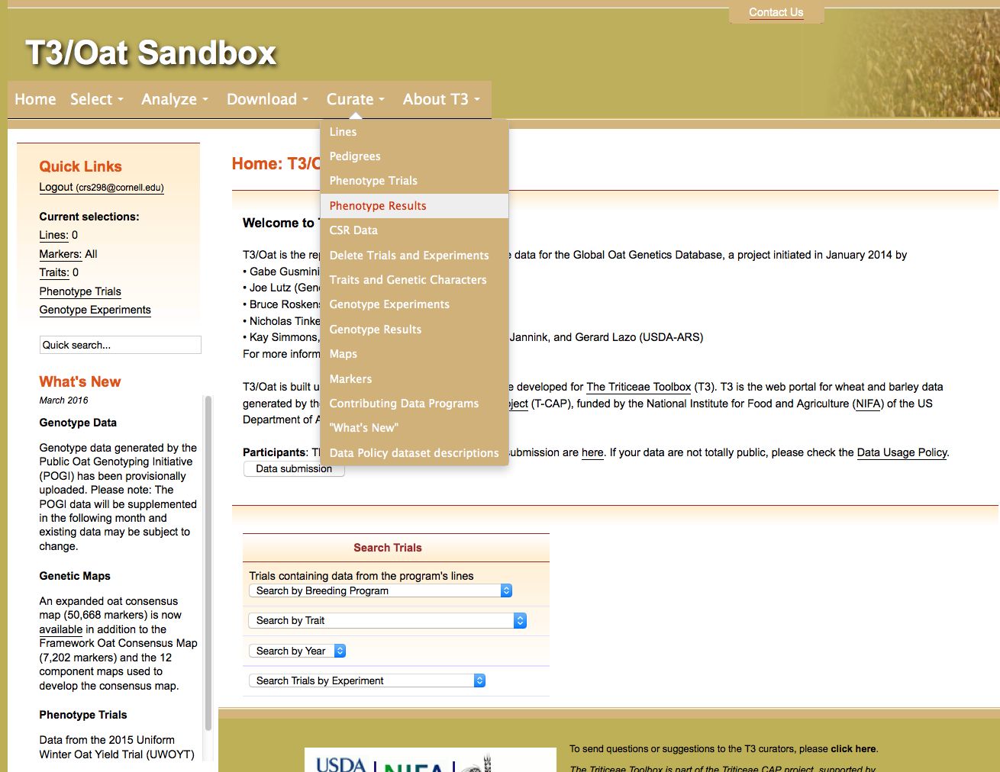 Contact Us
T3/Oat Sandbox
Home Select Analyze Download Curate About T3
Lines
Pedigrees
Phenotype Trials
Phenotype Results
CSR Data
Delete Trials and Experiments
Traits and Genetic Characters
Genotype Experiments
Genotype Results
Maps
Markers
Contributing Data Programs
"What's New"
Data Policy dataset descriptions
Quick Links
Logout (crs298@cornell.edu)
Current selections:
Lines: 0
Markers: All
Traits: 0
Phenotype Trials
Genotype Experiments
Quick search...
What's New
March 2016
Genotype Data
Genotype data generated by the
Public Oat Genotyping Initiative
(POGI) has been provisionally
uploaded. Please note: The
POGI data will be supplemented
in the following month and
existing data may be subject to
change.
Genetic Maps
An expanded oat consensus
map (50,668 markers) is now
available in addition to the
Framework Oat Consensus Map
(7,202 markers) and the 12
component maps used to
develop the consensus map.
Phenotype Trials
Data from the 2015 Uniform
Winter Oat Yield Trial (UWOYT)
Home: T3/
Welcome to
T3/Oat is the data for the Global Oat Genetics Database, a project initiated in January 2014 by
• Gabe Gusmini
• Joe Lutz
• Bruce
• Nicholas
• Kay Simmons, Jannink, and Gerard Lazo (USDA-ARS)
For more
T3/Oat is built developed for The Triticeae Toolbox (T3). T3 is the web portal for wheat and barley data
generated by (T-CAP), funded by the National Institute for Food and Agriculture (NIFA) of the US
Department of
Participants: are here. If your data are not totally public, please check the Data Usage Policy.
Data submission
Search Trials
Trials containing data from the program's lines
Search by Breeding Program
Search by Trait
Search by Year
Search Trials by Experiment
USDA NIFA
To send questions or suggestions to the T3 curators, please click here.
The Triticeae Toolbox is part of the Triticeae CAP project, supported by